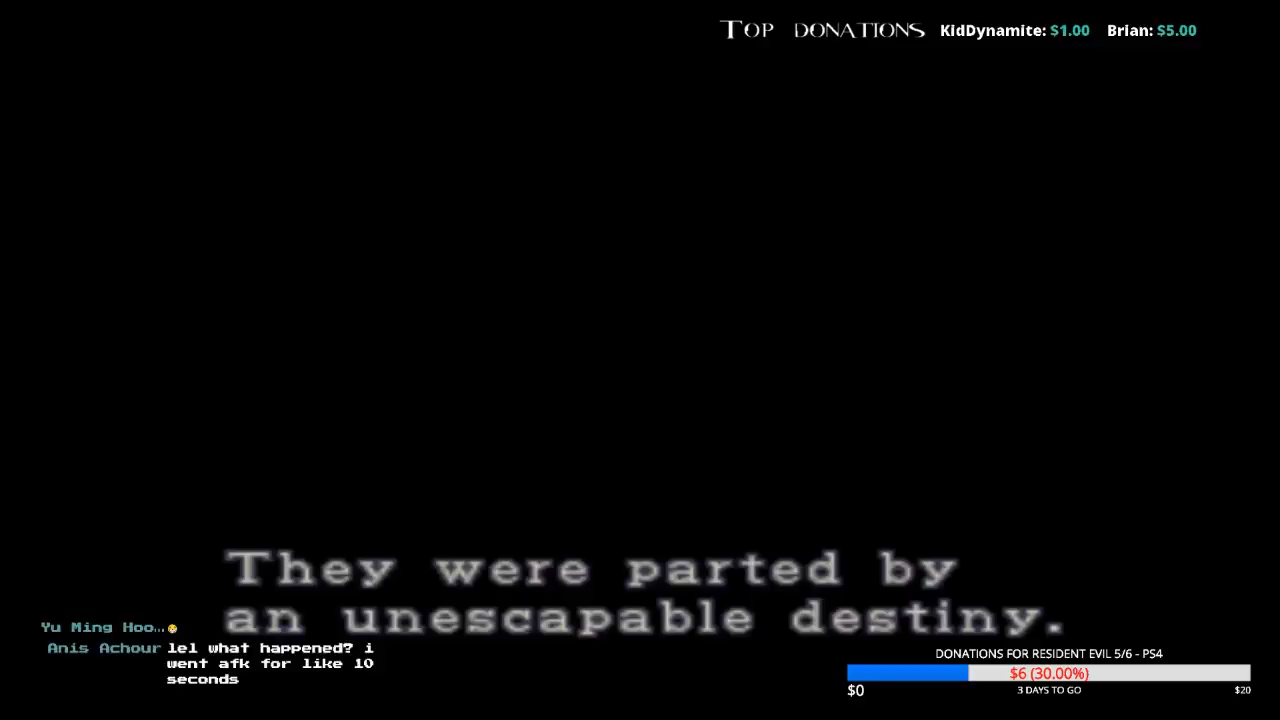 Top donations KidDynamite: $1.00 Brian: $5.00
They were parted by
an unescapable destiny.
Yu Ming Hoo...
Anis Achour lel what happened? i
went afk for like 10
seconds
DONATIONS FOR RESIDENT EVIL 5/6 - PS4
$6 (30.00%)
$0 3 DAYS TO GO $20